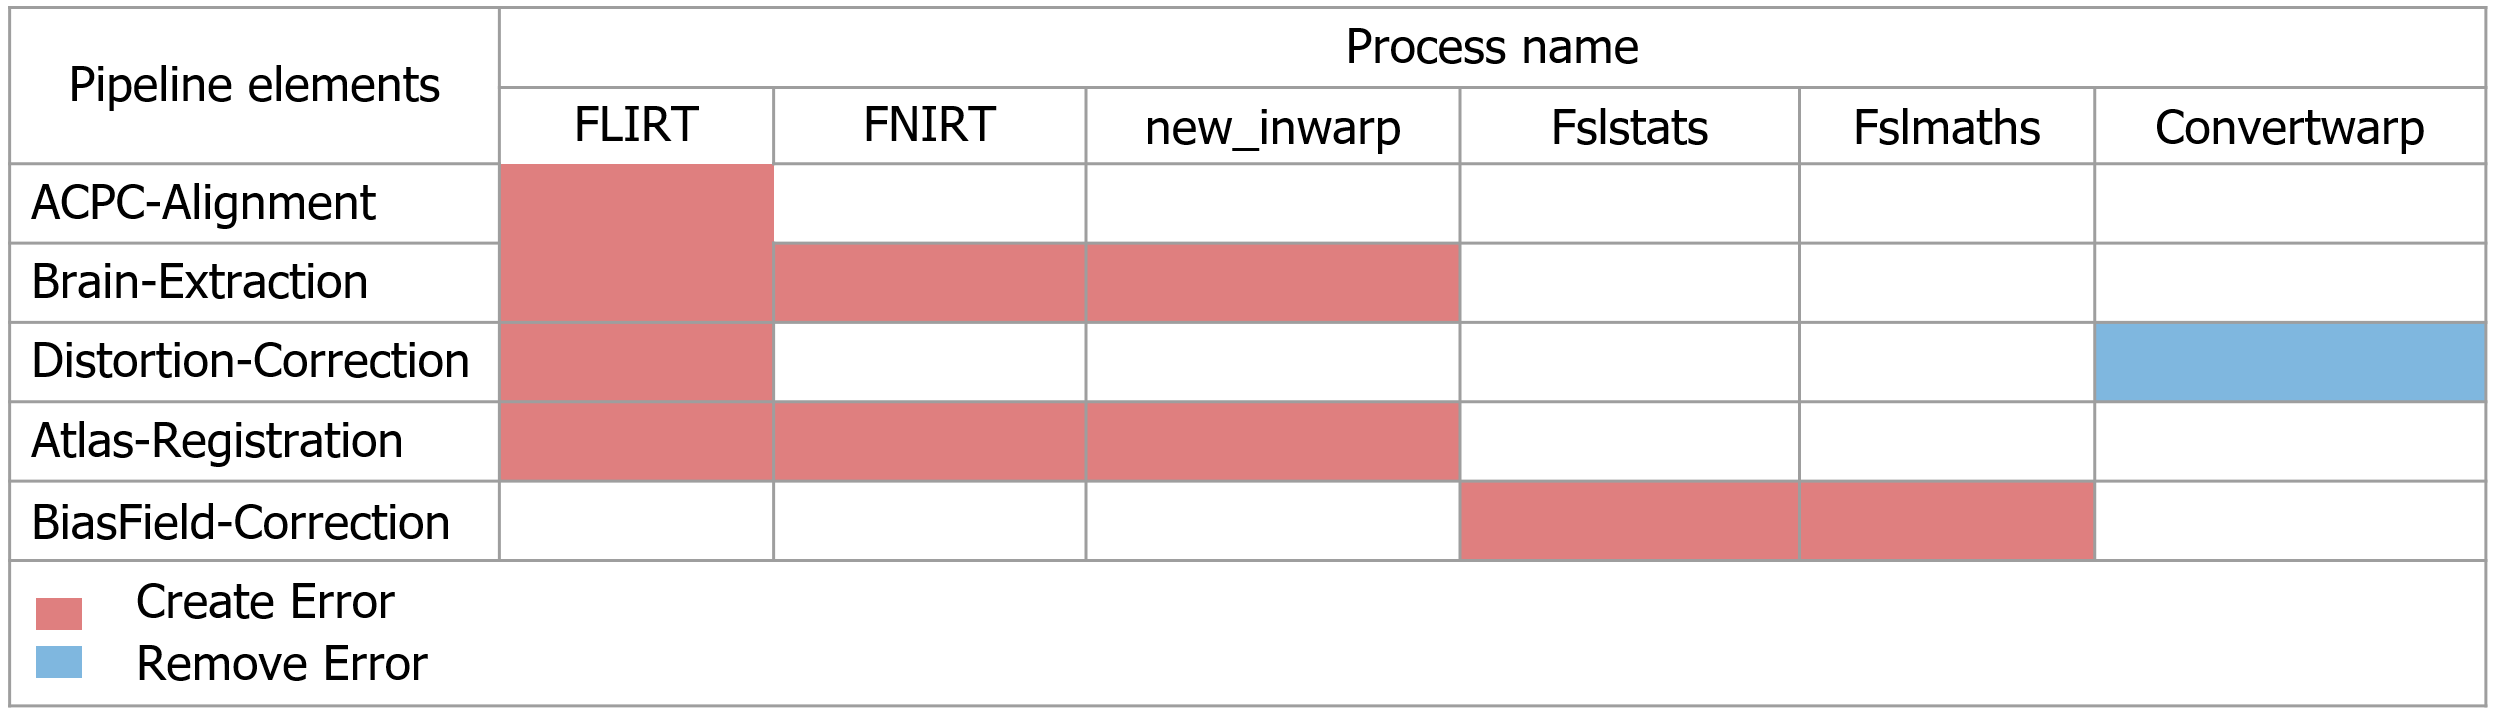 Process name
Pipeline elements
FLIRT FNIRT new_inwarp Fslstats Fslmaths Convertwarp
ACPC-Alignment
Brain-Extraction
Distortion-Correction
Atlas-Registration
BiasField-Correction
Create Error
Remove Error